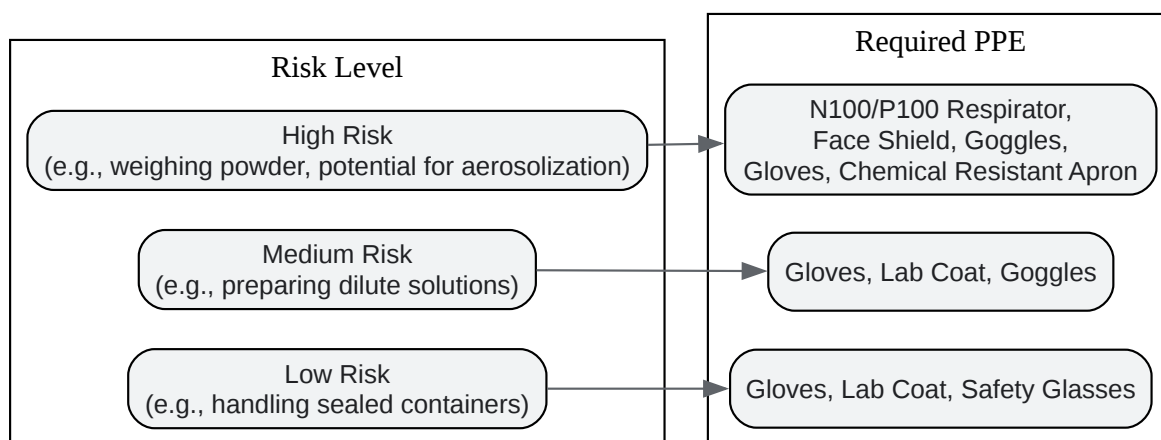 Risk Level
High Risk
(e.g., weighing powder, potential for aerosolization)
Medium Risk
(e.g., preparing dilute solutions)
Low Risk
(e.g., handling sealed containers)
Required PPE
N100/P100 Respirator,
Face Shield, Goggles,
Gloves, Chemical Resistant Apron
Gloves, Lab Coat, Goggles
Gloves, Lab Coat, Safety Glasses